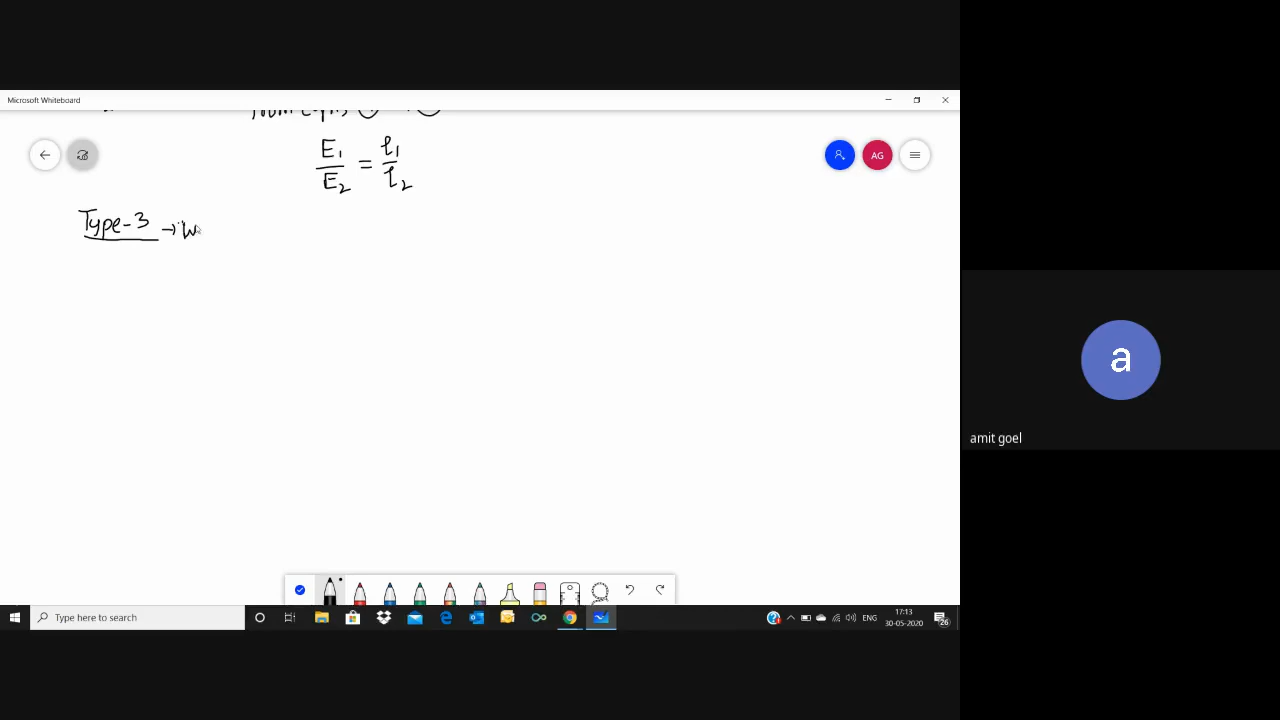 Microsoft Whiteboard
E1/E2 = l1/l2
AG
Type-3 →
a
amit goel
Type here to search
ENG
17:13
30-05-2020
26